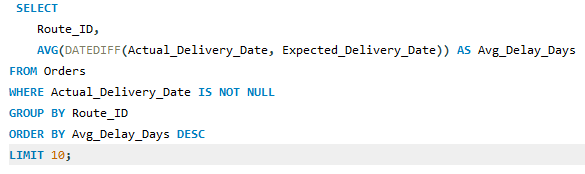 SELECT
Route_ID,
AVG(DATEDIFF(Actual_Delivery_Date, Expected_Delivery_Date)) AS Avg_Delay_Days
FROM Orders
WHERE Actual_Delivery_Date IS NOT NULL
GROUP BY Route_ID
ORDER BY Avg_Delay_Days DESC
LIMIT 10;